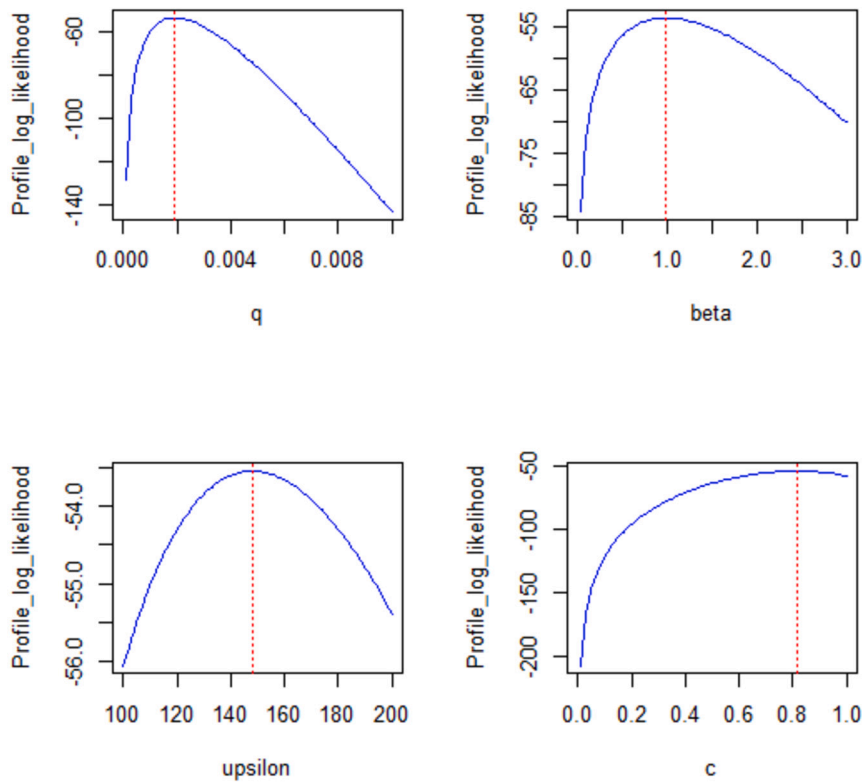 Profile_log_likelihood
-140
-100
-60
0.000 0.004 0.008
q
Profile_log_likelihood
-85
-75
-65
-55
0.0 1.0 2.0 3.0
beta
Profile_log_likelihood
-56.0
-55.0
-54.0
100 120 140 160 180 200
upsilon
Profile_log_likelihood
-200
-150
-100
-50
0.0 0.2 0.4 0.6 0.8 1.0
c